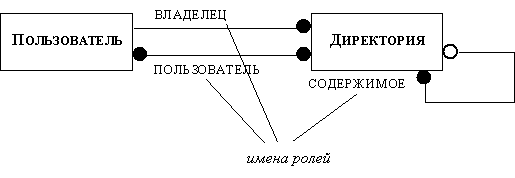 ВЛАДЕЛЕЦ
ПОЛЬЗОВАТЕЛЬ
ДИРЕКТОРИЯ
ПОЛЬЗОВАТЕЛЬ
СОДЕРЖИМОЕ
имена ролей